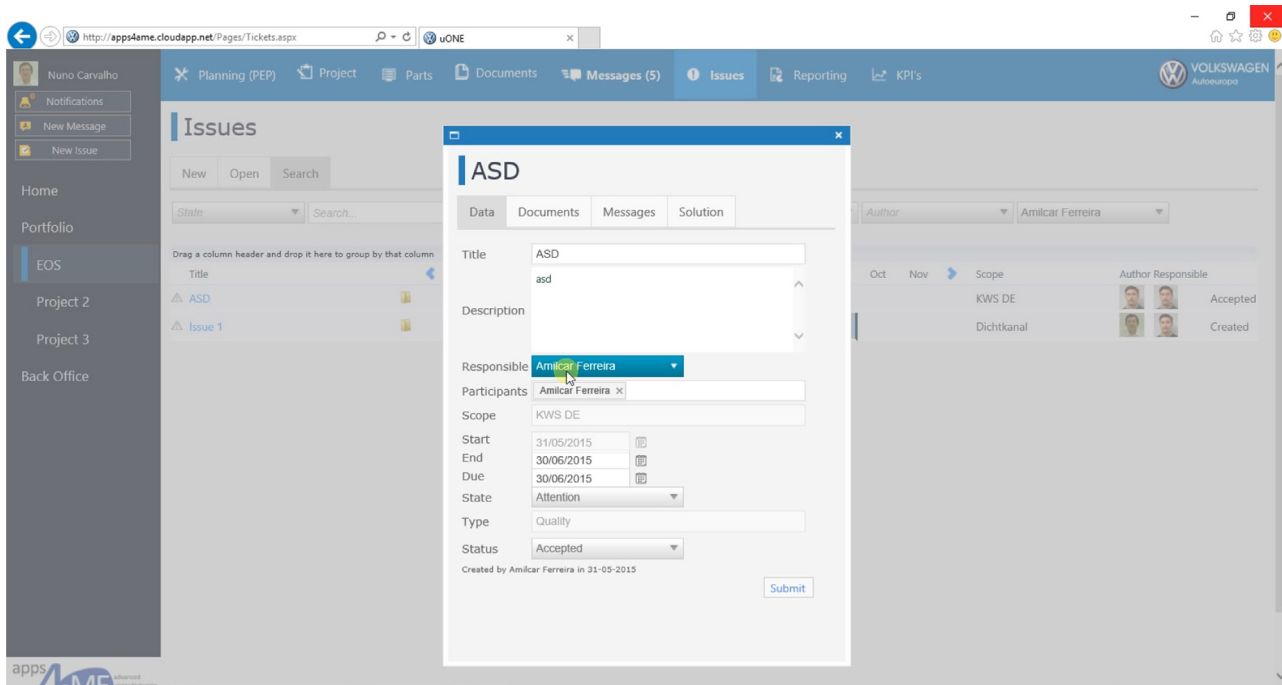 http://apps4ame.cloudapp.net/Pages/Tickets.aspx
uONE
Nuno Carvalho
Notifications
New Message
New Issue
Home
Portfolio
EOS
Project 2
Project 3
Back Office
Planning (PEP) Project Parts Documents Messages (5) Issues Reporting KPI's
VOLKSWAGEN
Autoeuropa
Issues
New Open Search
State Search... Author Amilcar Ferreira
Drag a column header and drop it here to group by that column
Title Oct Nov Scope Author Responsible
ASD KWS DE Accepted
Issue 1 Dichtkanal Created
ASD
Data Documents Messages Solution
Title ASD
Description asd
Responsible Amilcar Ferreira
Participants Amilcar Ferreira
Scope KWS DE
Start 31/05/2015
End 30/06/2015
Due 30/06/2015
State Attention
Type Quality
Status Accepted
Created by Amilcar Ferreira in 31-05-2015
Submit
apps
4ME
advanced